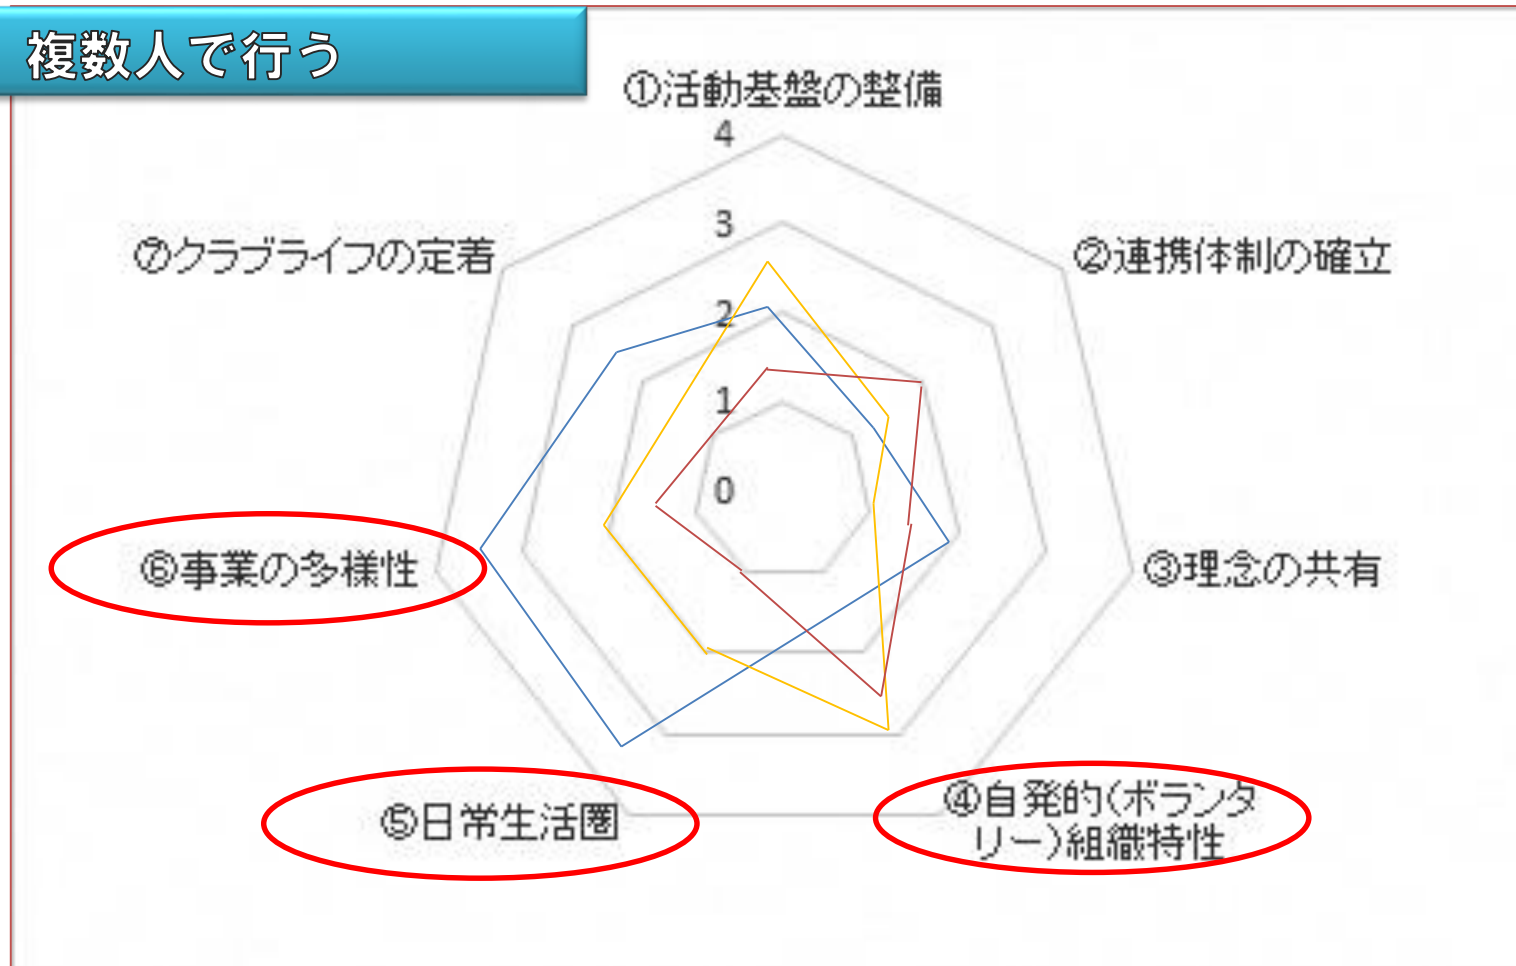 複数人で行う
①活動基盤の整備
4
3
2
1
0
②連携体制の確立
③理念の共有
④自発的(ボランタ
リー)組織特性
⑤日常生活圏
⑥事業の多様性
⑦クラブライフの定着